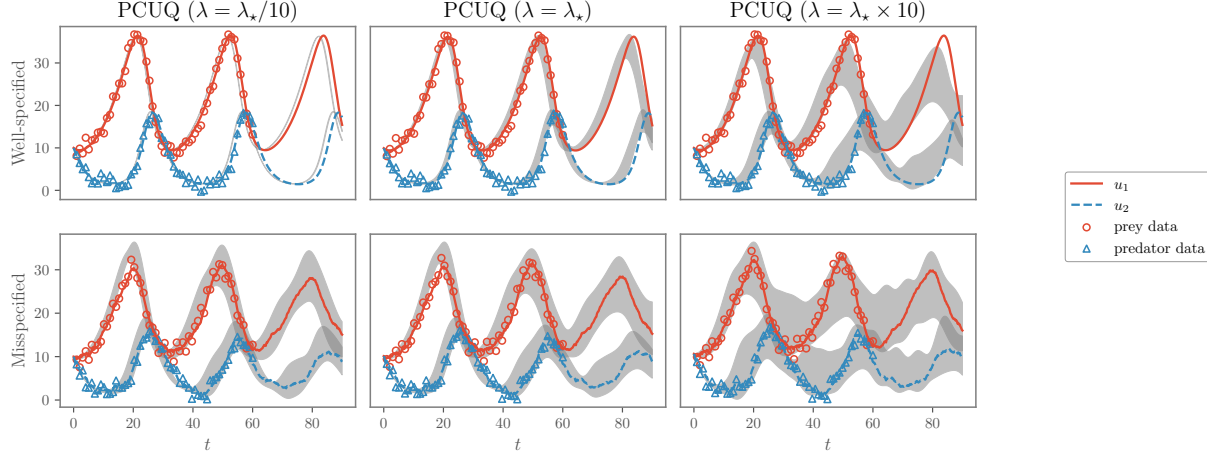 PCUQ (λ = λ⋆/10)
PCUQ (λ = λ⋆)
PCUQ (λ = λ⋆ × 10)
Well-specified
30
20
10
0
Misspecified
30
20
10
0
0 20 40 60 80
0 20 40 60 80
0 20 40 60 80
t
t
t
u₁
u₂
prey data
predator data